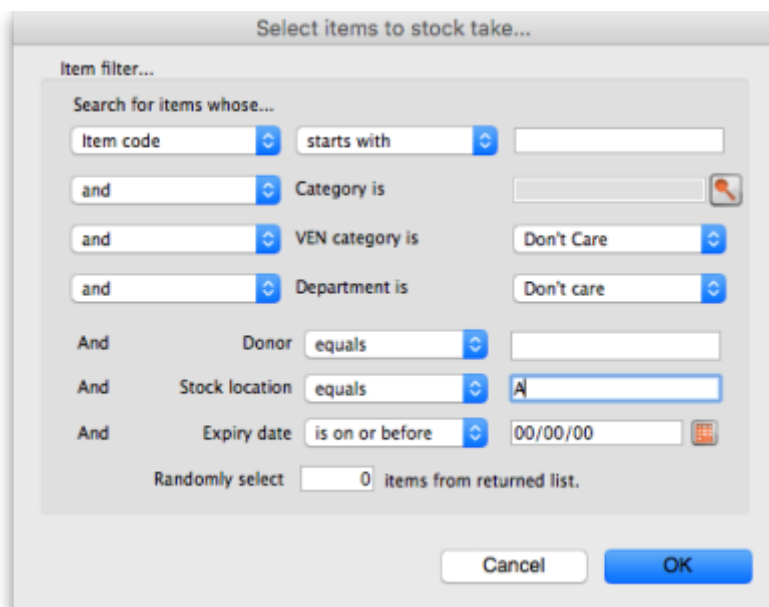 Select items to stock take...
Item filter...
Search for items whose...
Item code starts with
and Category is
and VEN category is Don't Care
and Department is Don't care
And Donor equals
And Stock location equals A
And Expiry date is on or before 00/00/00
Randomly select 0 items from returned list.
Cancel OK